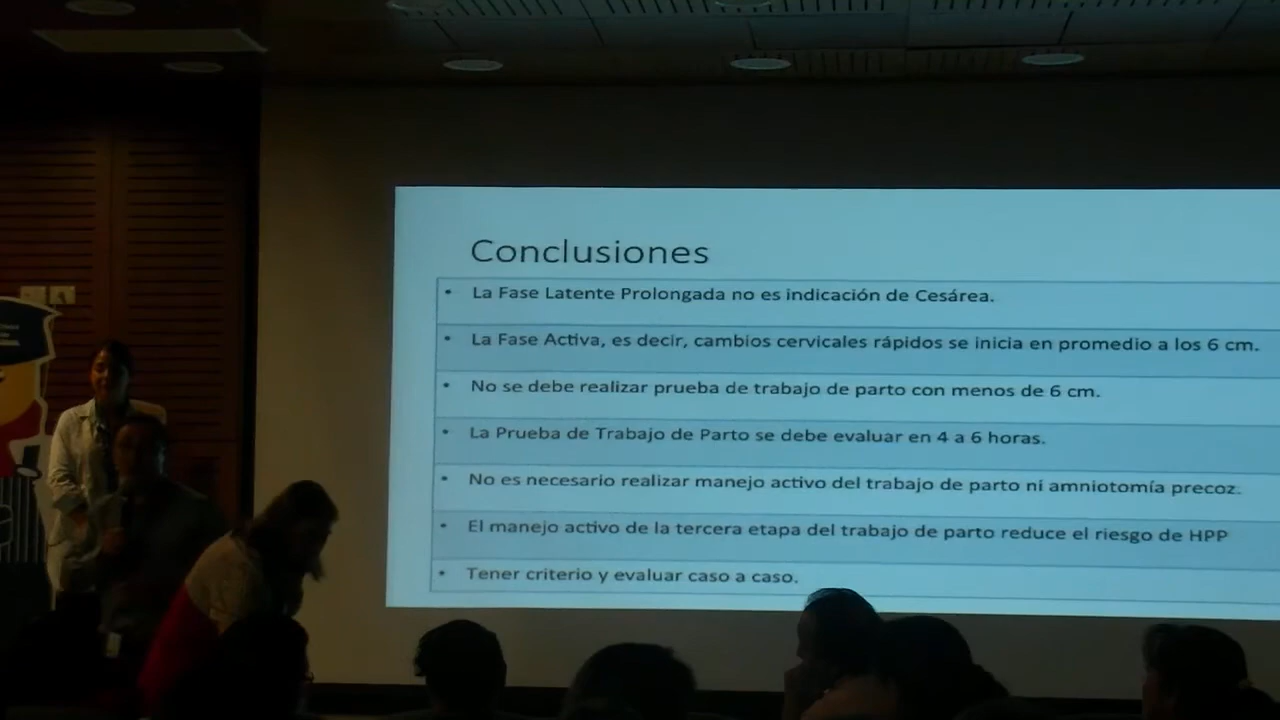 Conclusiones
• La Fase Latente Prolongada no es indicación de Cesárea.
• La Fase Activa, es decir, cambios cervicales rápidos se inicia en promedio a los 6 cm.
• No se debe realizar prueba de trabajo de parto con menos de 6 cm.
• La Prueba de Trabajo de Parto se debe evaluar en 4 a 6 horas.
• No es necesario realizar manejo activo del trabajo de parto ni amniotomía precoz.
• El manejo activo de la tercera etapa del trabajo de parto reduce el riesgo de HPP
• Tener criterio y evaluar caso a caso.